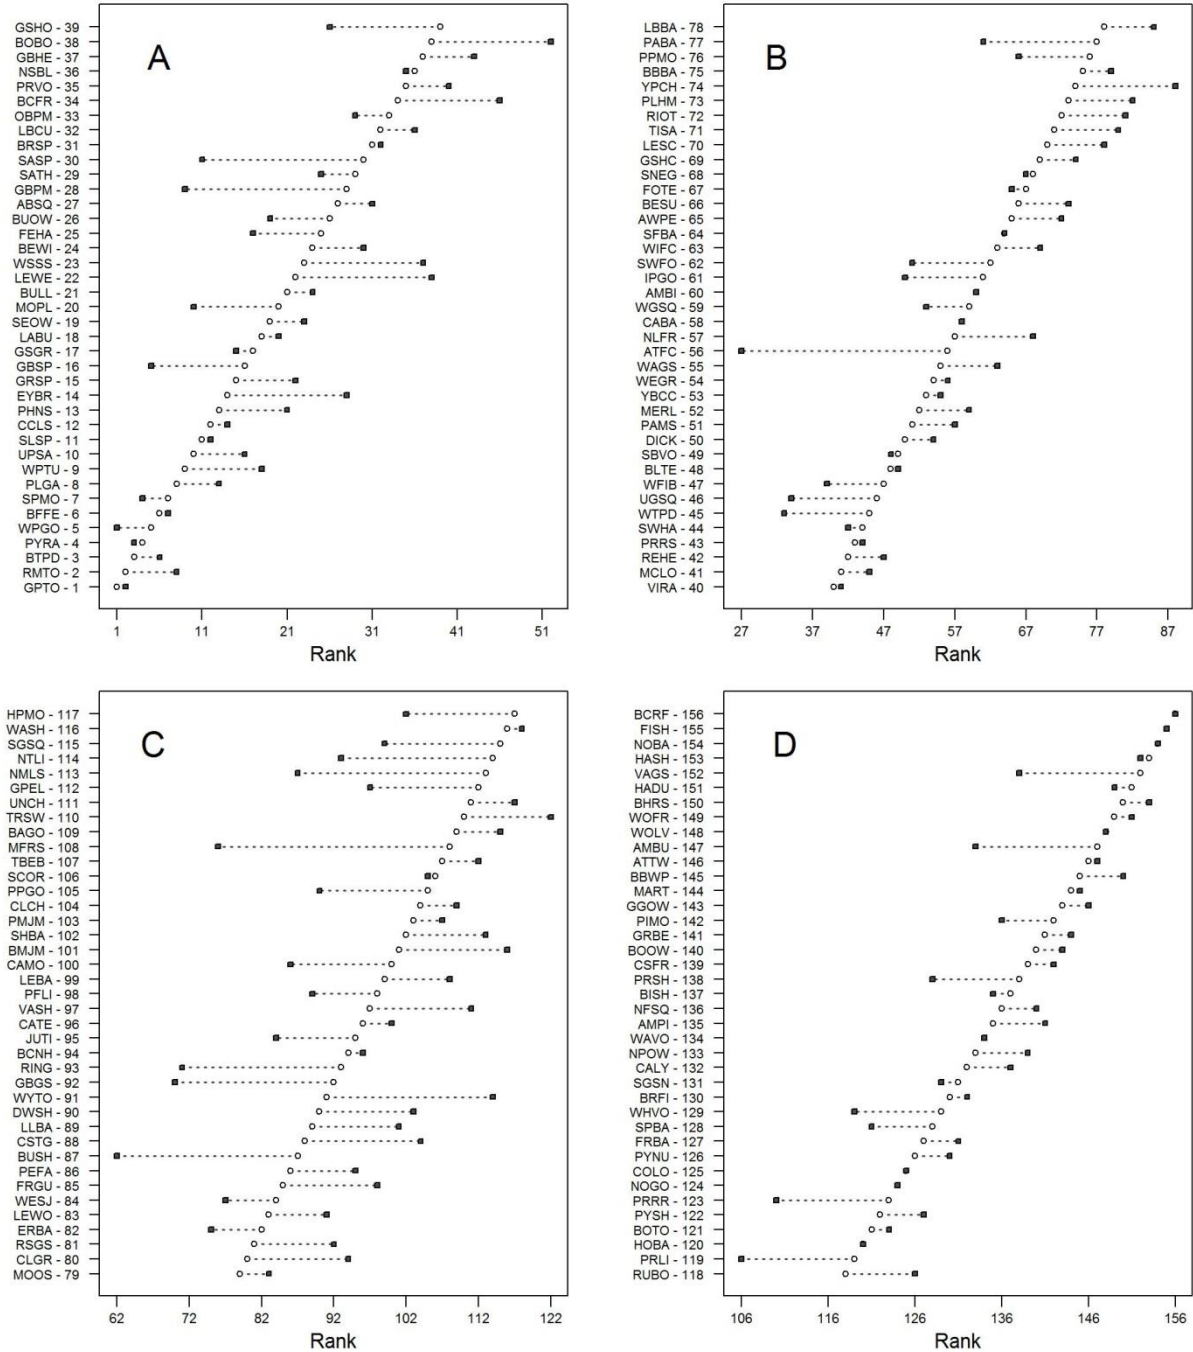 A
GSHO - 39
BOBO - 38
GBHE - 37
NSBL - 36
PRVO - 35
BCFR - 34
OBPM - 33
LBCU - 32
BRSP - 31
SASP - 30
SATH - 29
GBPM - 28
ABSQ - 27
BUOW - 26
FEHA - 25
BEWI - 24
WSSS - 23
LEWE - 22
BULL - 21
MOPL - 20
SEOW - 19
LABU - 18
GSGR - 17
GBSP - 16
GRSP - 15
EYBR - 14
PHNS - 13
CCLS - 12
SLSP - 11
UPSA - 10
WPTU - 9
PLGA - 8
SPMO - 7
BFFE - 6
WPGO - 5
PYRA - 4
BTPD - 3
RMTO - 2
GPTO - 1
1 11 21 31 41 51
Rank
B
LBBA - 78
PABA - 77
PPMO - 76
BBBA - 75
YPCH - 74
PLHM - 73
RIOT - 72
TISA - 71
LESC - 70
GSHC - 69
SNEG - 68
FOTE - 67
BESU - 66
AWPE - 65
SFBA - 64
WIFC - 63
SWFO - 62
IPGO - 61
AMBI - 60
WGSQ - 59
CABA - 58
NLFR - 57
ATFC - 56
WAGS - 55
WEGR - 54
YBCC - 53
MERL - 52
PAMS - 51
DICK - 50
SBVO - 49
BLTE - 48
WFIB - 47
UGSQ - 46
WTPD - 45
SWHA - 44
PRRS - 43
REHE - 42
MCLO - 41
VIRA - 40
27 37 47 57 67 77 87
Rank
C
HPMO - 117
WASH - 116
SGSQ - 115
NTLI - 114
NMLS - 113
GPEL - 112
UNCH - 111
TRSW - 110
BAGO - 109
MFRS - 108
TBEB - 107
SCOR - 106
PPGO - 105
CLCH - 104
PMJM - 103
SHBA - 102
BMJM - 101
CAMO - 100
LEBA - 99
PFLI - 98
VASH - 97
CATE - 96
JUTI - 95
BCNH - 94
RING - 93
GBGS - 92
WYTO - 91
DWSH - 90
LLBA - 89
CSTG - 88
BUSH - 87
PEFA - 86
FRGU - 85
WESJ - 84
LEWO - 83
ERBA - 82
RSGS - 81
CLGR - 80
MOOS - 79
62 72 82 92 102 112 122
Rank
D
BCRF - 156
FISH - 155
NOBA - 154
HASH - 153
VAGS - 152
HADU - 151
BHRS - 150
WOFR - 149
WOLV - 148
AMBU - 147
ATTW - 146
BBWP - 145
MART - 144
GGOW - 143
PIMO - 142
GRBE - 141
BOOW - 140
CSFR - 139
PRSH - 138
BISH - 137
NFSQ - 136
AMPI - 135
WAVO - 134
NPOW - 133
CALY - 132
SGSN - 131
BRFI - 130
WHVO - 129
SPBA - 128
FRBA - 127
PYNU - 126
COLO - 125
NOGO - 124
PRRR - 123
PYSH - 122
BOTO - 121
HOBA - 120
PRLI - 119
RUBO - 118
106 116 126 136 146 156
Rank